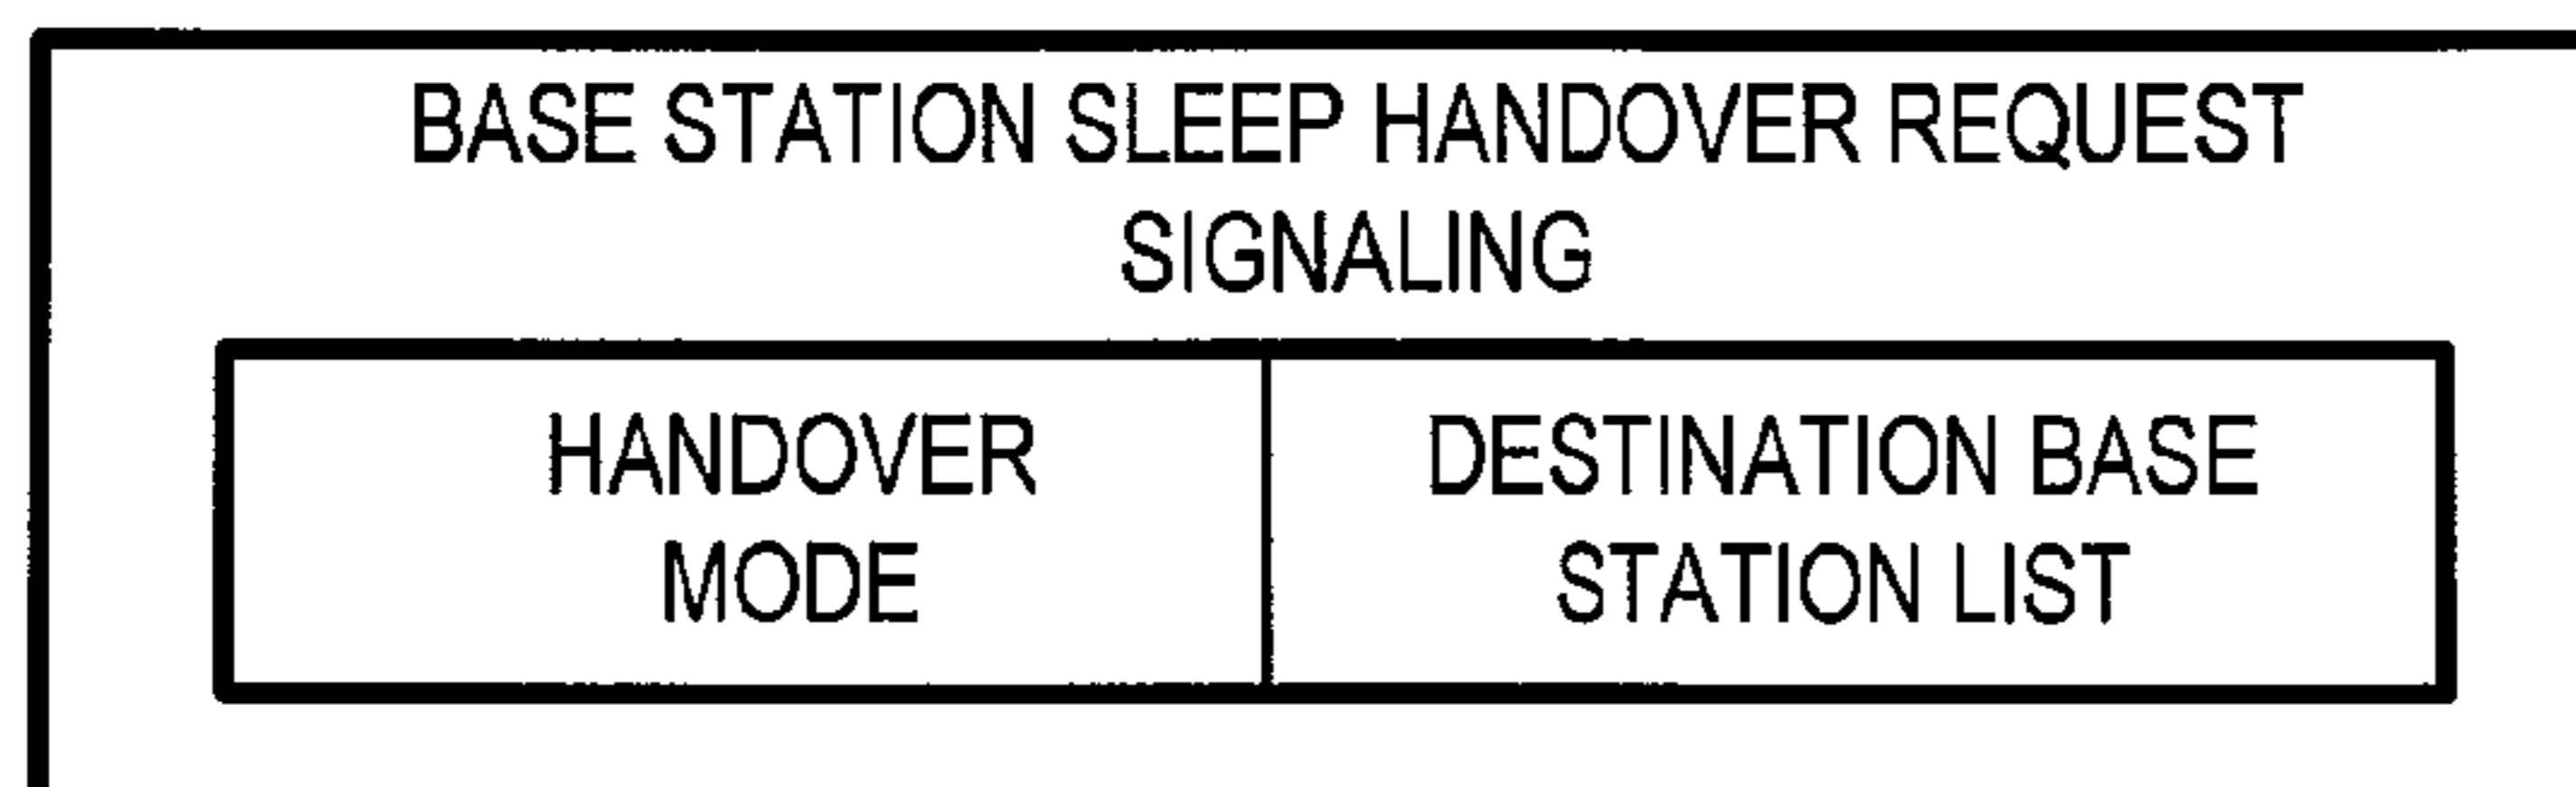 BASE STATION SLEEP HANDOVER REQUEST
SIGNALING
HANDOVER
MODE
DESTINATION BASE
STATION LIST